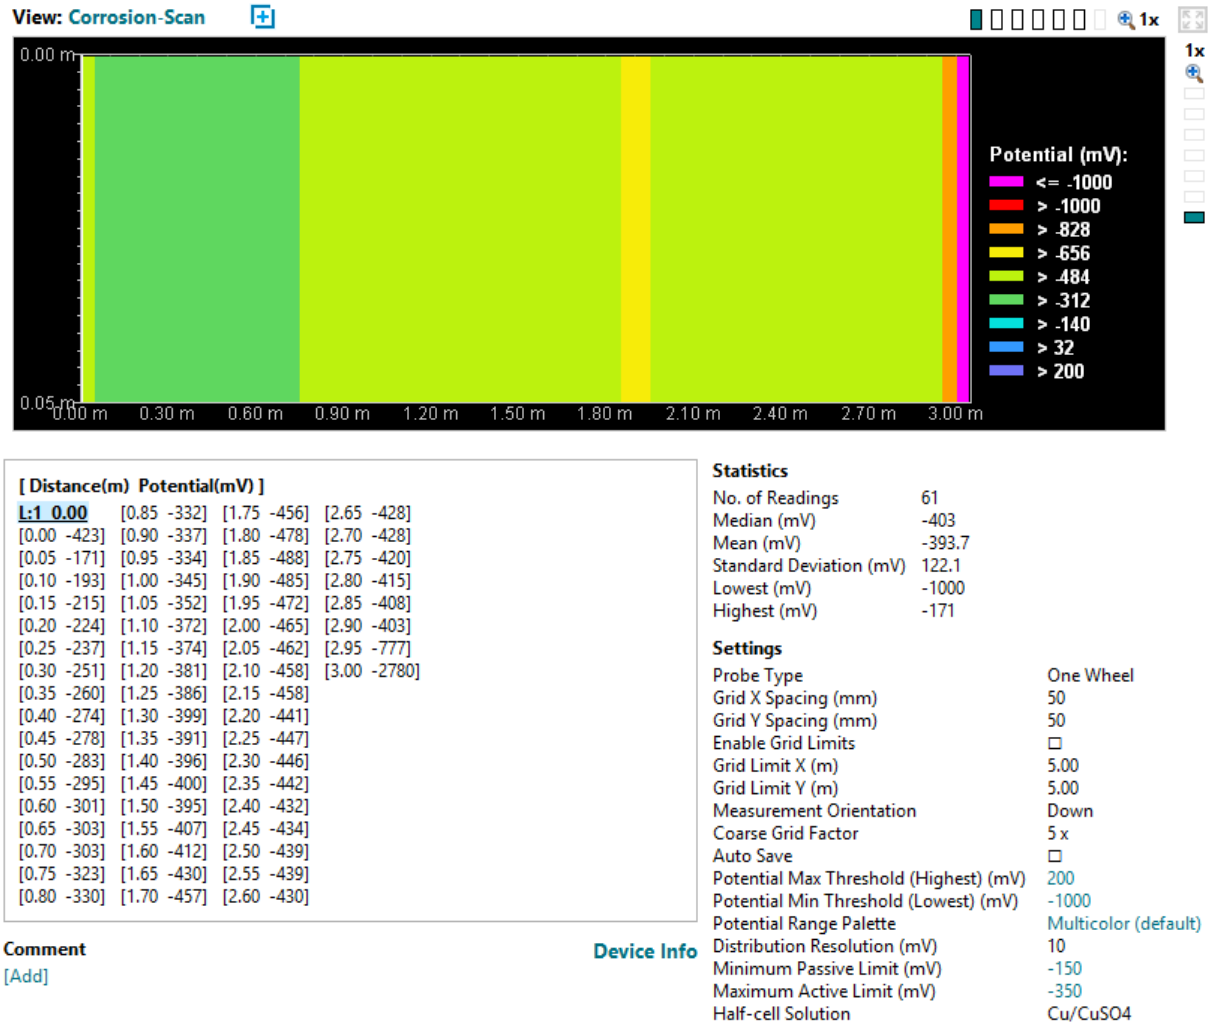 View: Corrosion-Scan
1x
1x
0.00 m
Potential (mV):
<= -1000
> -1000
> -828
> -656
> -484
> -312
> -140
> 32
> 200
0.05 m
0.00 m 0.30 m 0.60 m 0.90 m 1.20 m 1.50 m 1.80 m 2.10 m 2.40 m 2.70 m 3.00 m
[ Distance(m) Potential(mV) ]
L:1 0.00 [0.85 -332] [1.75 -456] [2.65 -428]
[0.00 -423] [0.90 -337] [1.80 -478] [2.70 -428]
[0.05 -171] [0.95 -334] [1.85 -488] [2.75 -420]
[0.10 -193] [1.00 -345] [1.90 -485] [2.80 -415]
[0.15 -215] [1.05 -352] [1.95 -472] [2.85 -408]
[0.20 -224] [1.10 -372] [2.00 -465] [2.90 -403]
[0.25 -237] [1.15 -374] [2.05 -462] [2.95 -777]
[0.30 -251] [1.20 -381] [2.10 -458] [3.00 -2780]
[0.35 -260] [1.25 -386] [2.15 -458]
[0.40 -274] [1.30 -399] [2.20 -441]
[0.45 -278] [1.35 -391] [2.25 -447]
[0.50 -283] [1.40 -396] [2.30 -446]
[0.55 -295] [1.45 -400] [2.35 -442]
[0.60 -301] [1.50 -395] [2.40 -432]
[0.65 -303] [1.55 -407] [2.45 -434]
[0.70 -303] [1.60 -412] [2.50 -439]
[0.75 -323] [1.65 -430] [2.55 -439]
[0.80 -330] [1.70 -457] [2.60 -430]
Comment
Device Info
[Add]
Statistics
No. of Readings 61
Median (mV) -403
Mean (mV) -393.7
Standard Deviation (mV) 122.1
Lowest (mV) -1000
Highest (mV) -171
Settings
Probe Type One Wheel
Grid X Spacing (mm) 50
Grid Y Spacing (mm) 50
Enable Grid Limits
Grid Limit X (m) 5.00
Grid Limit Y (m) 5.00
Measurement Orientation Down
Coarse Grid Factor 5 x
Auto Save
Potential Max Threshold (Highest) (mV) 200
Potential Min Threshold (Lowest) (mV) -1000
Potential Range Palette Multicolor (default)
Distribution Resolution (mV) 10
Minimum Passive Limit (mV) -150
Maximum Active Limit (mV) -350
Half-cell Solution Cu/CuSO4